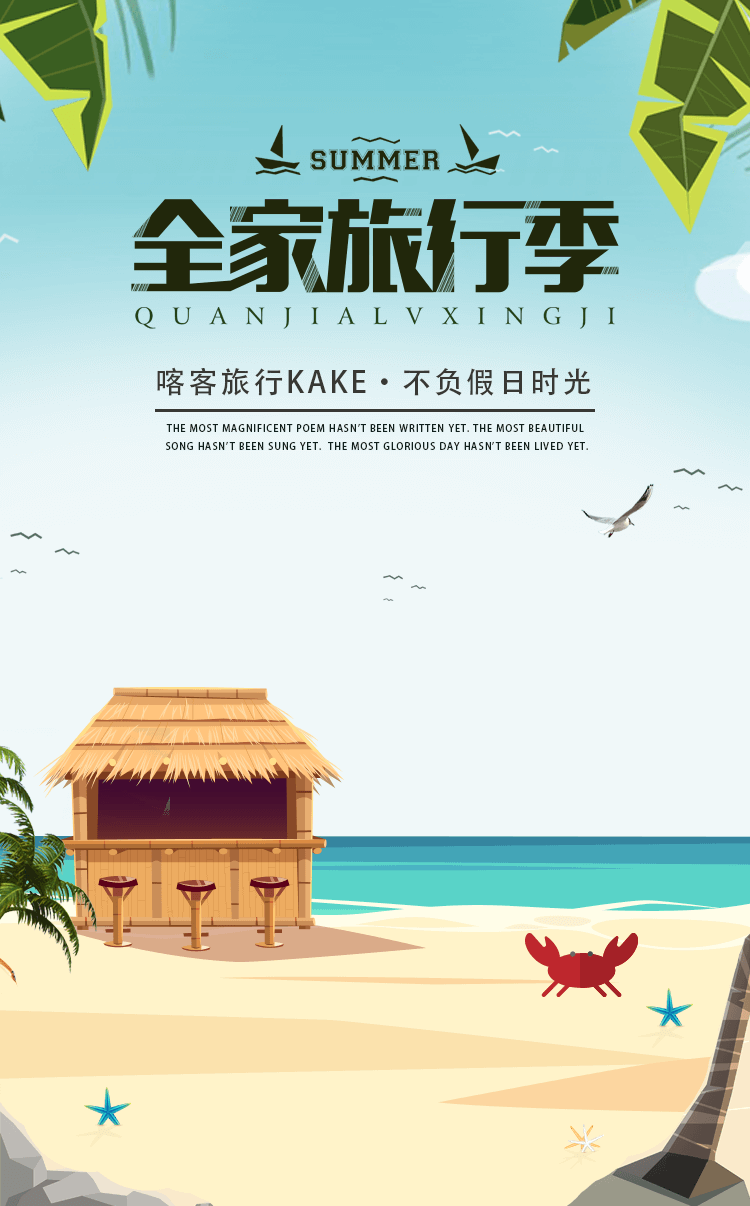 SUMMER
全家旅行季
QUANJIALVXINGJI
喀客旅行KAKE·不负假日时光
THE MOST MAGNIFICENT POEM HASN'T BEEN WRITTEN YET. THE MOST BEAUTIFUL
SONG HASN'T BEEN SUNG YET. THE MOST GLORIOUS DAY HASN'T BEEN LIVED YET.